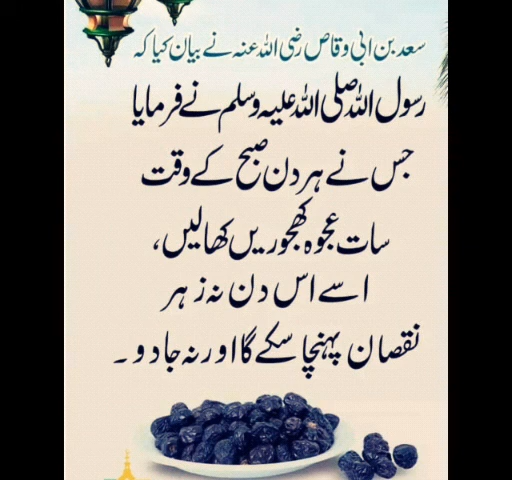 سعد بن ابی وقاص رضی اللہ عنہ نے بیان کیا کہ
رسول اللہ صلی اللہ علیہ وسلم نے فرمایا
جس نے ہر دن صبح کے وقت
سات عجوہ کھجوریں کھا لیں،
اسے اس دن نہ زہر
نقصان پہنچا سکے گا اور نہ جادو۔